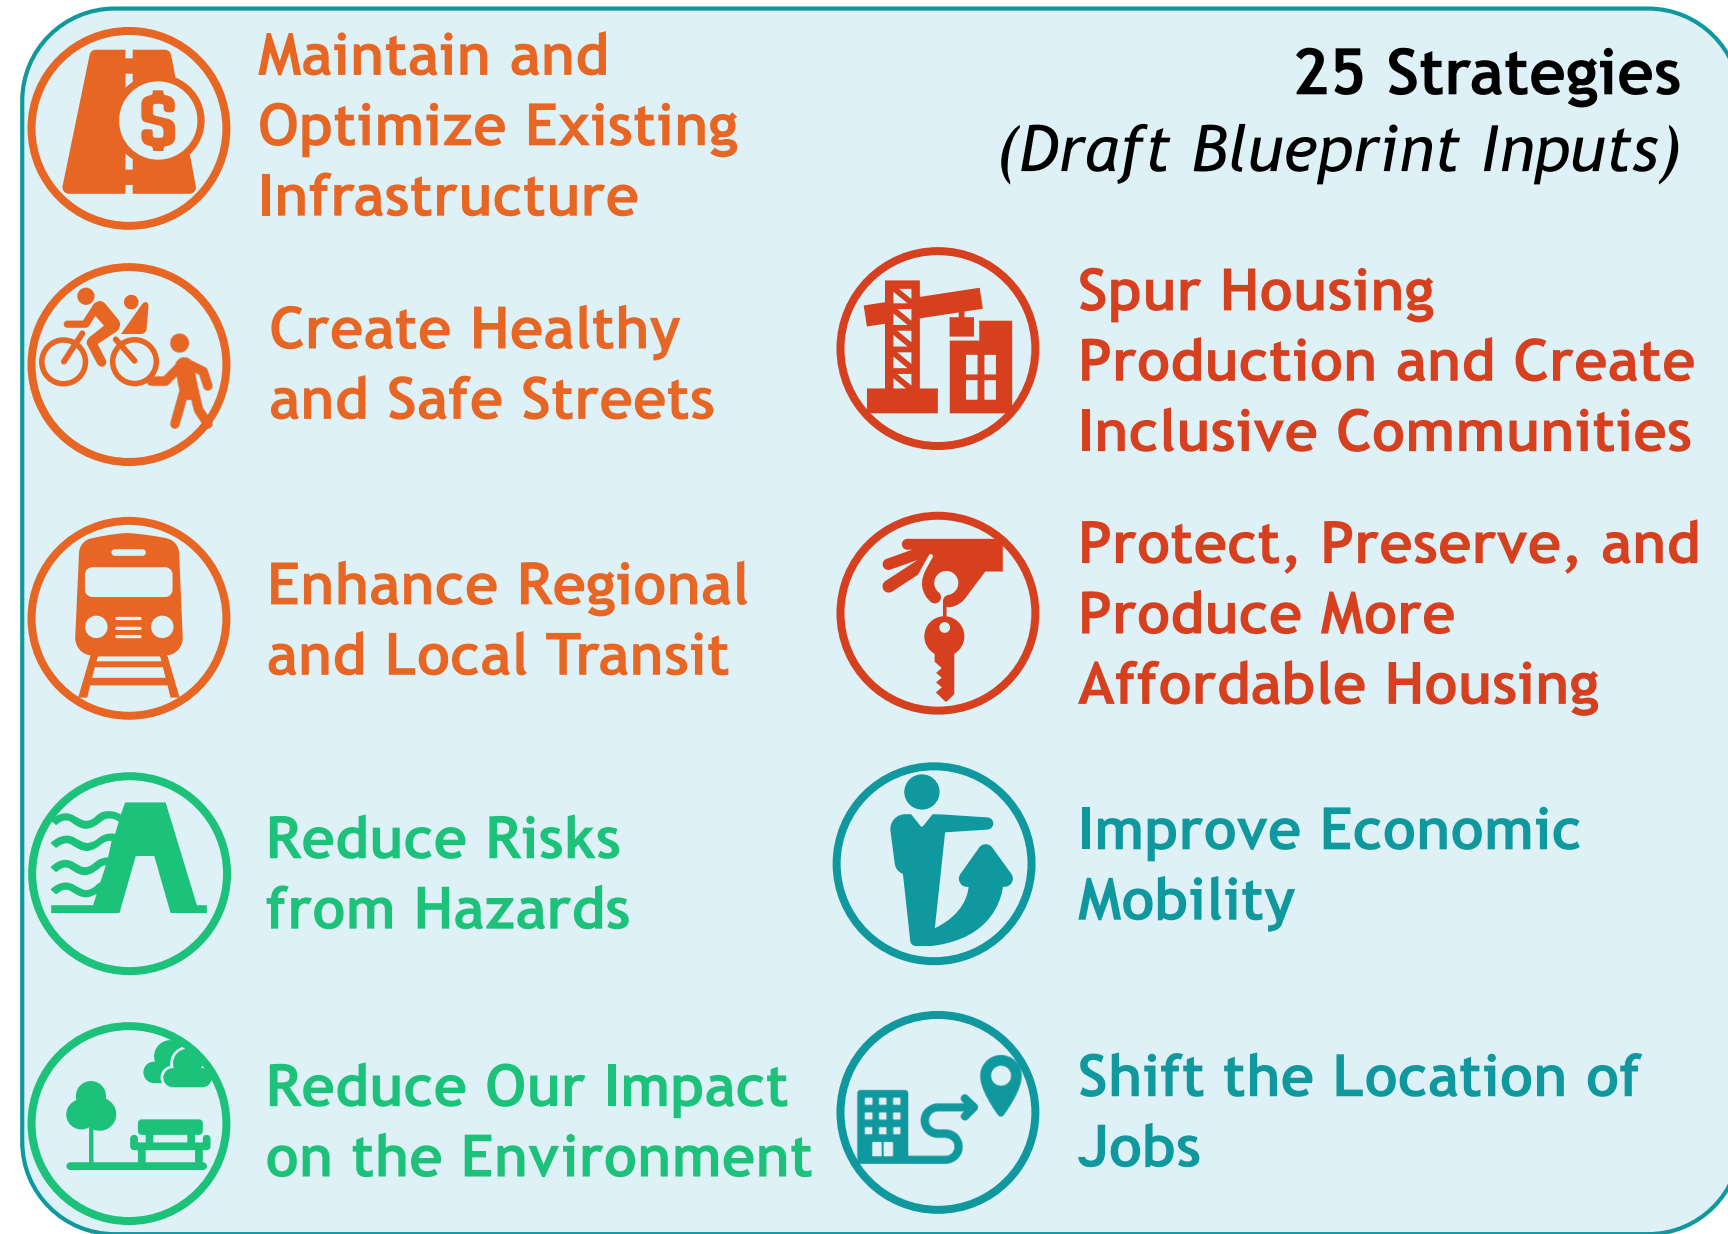 25 Strategies
(Draft Blueprint Inputs)
Maintain and
Optimize Existing
Infrastructure
Create Healthy
and Safe Streets
Enhance Regional
and Local Transit
Reduce Risks
from Hazards
Reduce Our Impact
on the Environment
Spur Housing
Production and Create
Inclusive Communities
Protect, Preserve, and
Produce More
Affordable Housing
Improve Economic
Mobility
Shift the Location of
Jobs
$